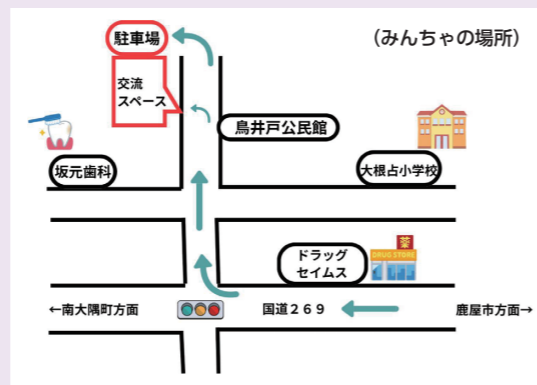 駐車場
（みんちゃの場所）
交流
スペース
鳥井戸公民館
坂元歯科
大根占小学校
ドラッグ
セイムス
薬
DRUG STORE
←南大隅町方面
国道２６９
鹿屋市方面→